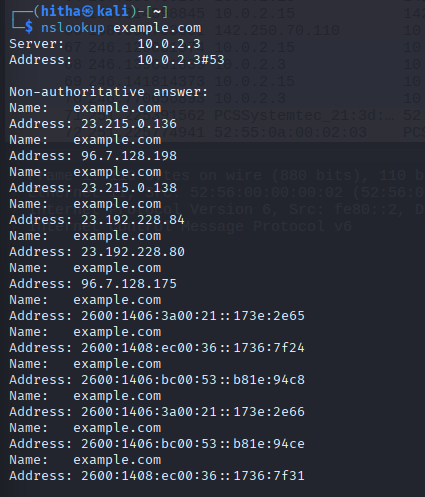 (hitha㉿kali)-[~]
$ nslookup example.com
Server: 10.0.2.3
Address: 10.0.2.3#53
Non-authoritative answer:
Name: example.com
Address: 23.215.0.136
Name: example.com
Address: 96.7.128.198
Name: example.com
Address: 23.215.0.138
Name: example.com
Address: 23.192.228.84
Name: example.com
Address: 23.192.228.80
Name: example.com
Address: 96.7.128.175
Name: example.com
Address: 2600:1406:3a00:21::173e:2e65
Name: example.com
Address: 2600:1408:ec00:36::1736:7f24
Name: example.com
Address: 2600:1406:bc00:53::b81e:94c8
Name: example.com
Address: 2600:1406:3a00:21::173e:2e66
Name: example.com
Address: 2600:1406:bc00:53::b81e:94ce
Name: example.com
Address: 2600:1408:ec00:36::1736:7f31